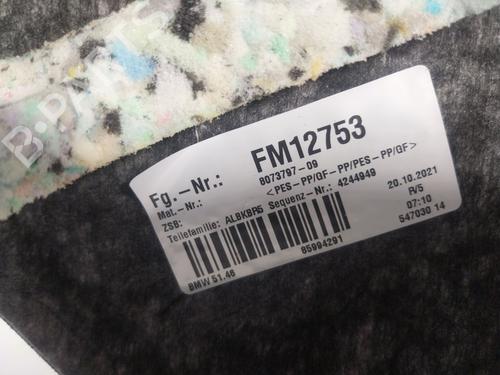 B-PARTS
Fg.-Nr.: FM12753
Mat.-Nr.: 8073797-09
ZSB: <PES-PP/GF-PP/PES-PP/GF>
Teilefamilie: AL8KBR5 Sequenz-Nr.: 4244949
20.10.2021
R/5
07:10
547030 14
BMW 51.46
85994291